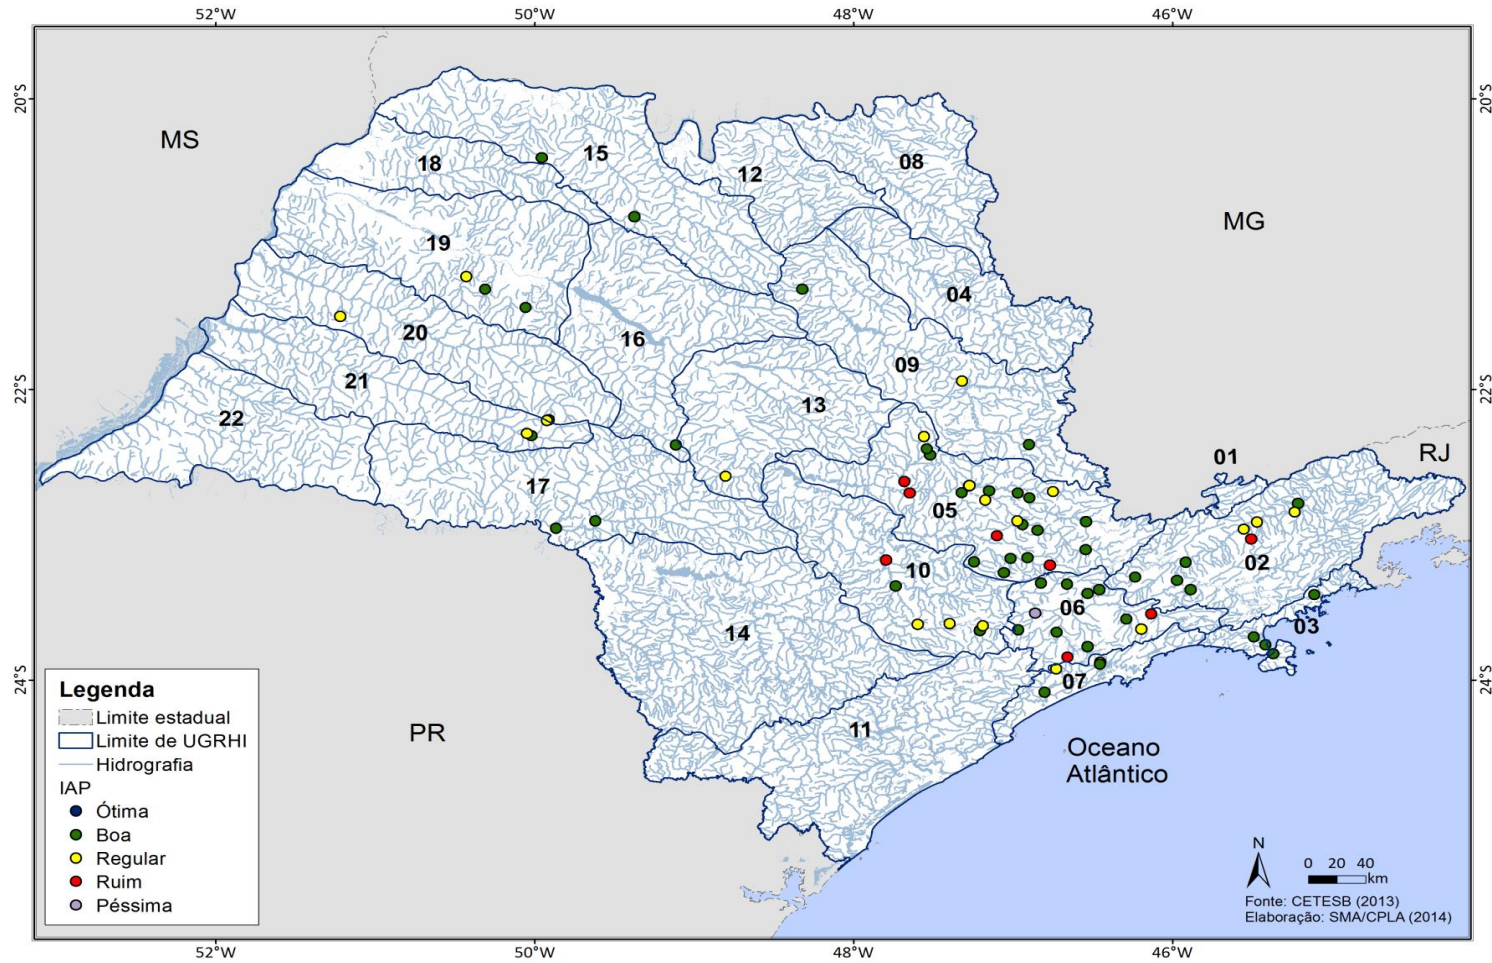 52°W 50°W 48°W 46°W
20°S 20°S
MS
15
18
12
08
MG
19
04
16
20
09
22°S 22°S
21
13
22
RJ
01
17
05
02
10
06
03
14
24°S 24°S
07
11
PR
Oceano
Atlântico
Legenda
Limite estadual
Limite de UGRHI
Hidrografia
IAP
Ótima
Boa
Regular
Ruim
Péssima
N
0 20 40
km
Fonte: CETESB (2013)
Elaboração: SMA/CPLA (2014)
52°W 50°W 48°W 46°W